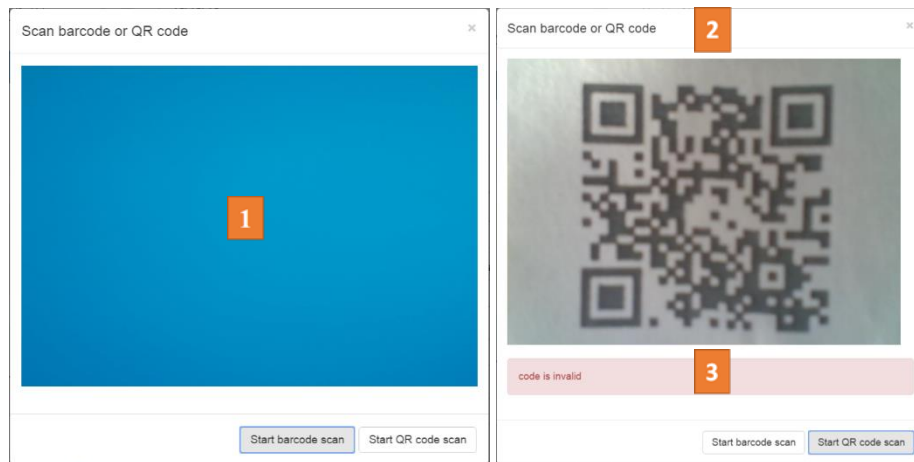 Scan barcode or QR code ×
1
Start barcode scan Start QR code scan
Scan barcode or QR code ×
2
code is invalid
3
Start barcode scan Start QR code scan